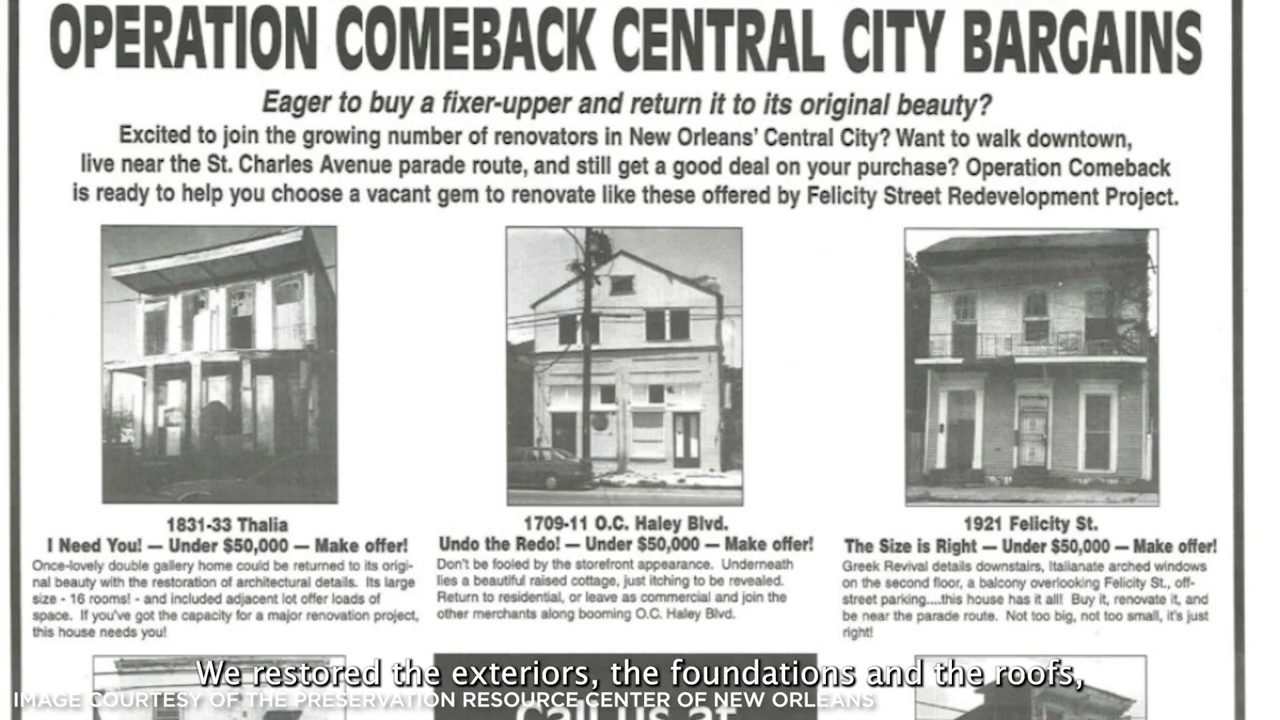 OPERATION COMEBACK CENTRAL CITY BARGAINS
Eager to buy a fixer-upper and return it to its original beauty?
Excited to join the growing number of renovators in New Orleans' Central City? Want to walk downtown,
live near the St. Charles Avenue parade route, and still get a good deal on your purchase? Operation Comeback
is ready to help you choose a vacant gem to renovate like these offered by Felicity Street Redevelopment Project.
1831-33 Thalia
I Need You! — Under $50,000 — Make offer!
Once-lovely double gallery home could be returned to its origi-
nal beauty with the restoration of architectural details. Its large
size - 16 rooms! - and included adjacent lot offer loads of
space. If you've got the capacity for a major renovation project,
this house needs you!
1709-11 O.C. Haley Blvd.
Undo the Redo! — Under $50,000 — Make offer!
Don't be fooled by the storefront appearance. Underneath
lies a beautiful raised cottage, just itching to be revealed.
Return to residential, or leave as commercial and join the
other merchants along booming O.C. Haley Blvd.
1921 Felicity St.
The Size is Right — Under $50,000 — Make offer!
Greek Revival details downstairs, Italianate arched windows
on the second floor, a balcony overlooking Felicity St., off-
street parking....this house has it all! Buy it, renovate it, and
be near the parade route. Not too big, not too small, it's just
right!
We restored the exteriors, the foundations and the roofs,
IMAGE COURTESY OF THE PRESERVATION RESOURCE CENTER OF NEW ORLEANS
Call us at